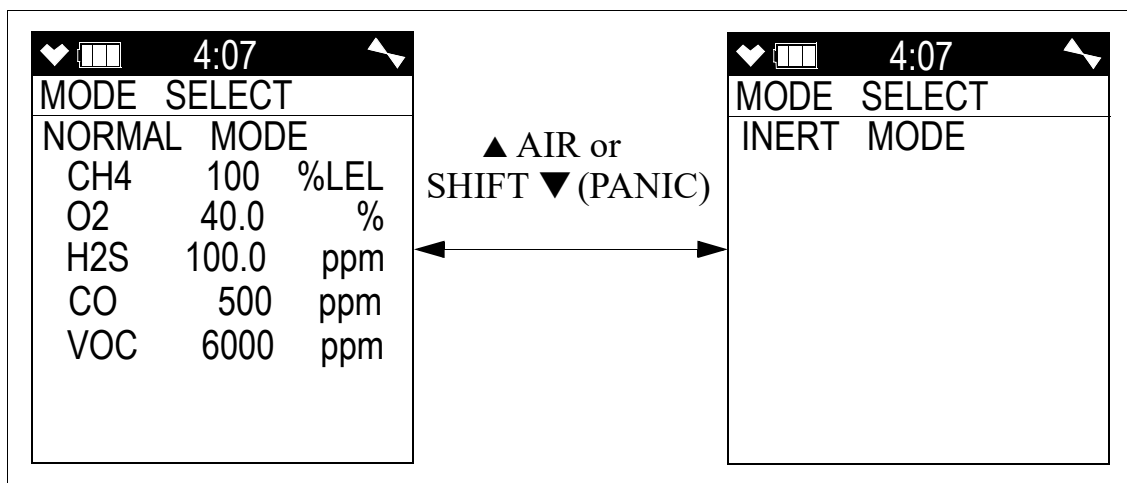 4:07
MODE SELECT
NORMAL MODE
CH4 100 %LEL
O2 40.0 %
H2S 100.0 ppm
CO 500 ppm
VOC 6000 ppm
▲ AIR or
SHIFT ▼ (PANIC)
4:07
MODE SELECT
INERT MODE